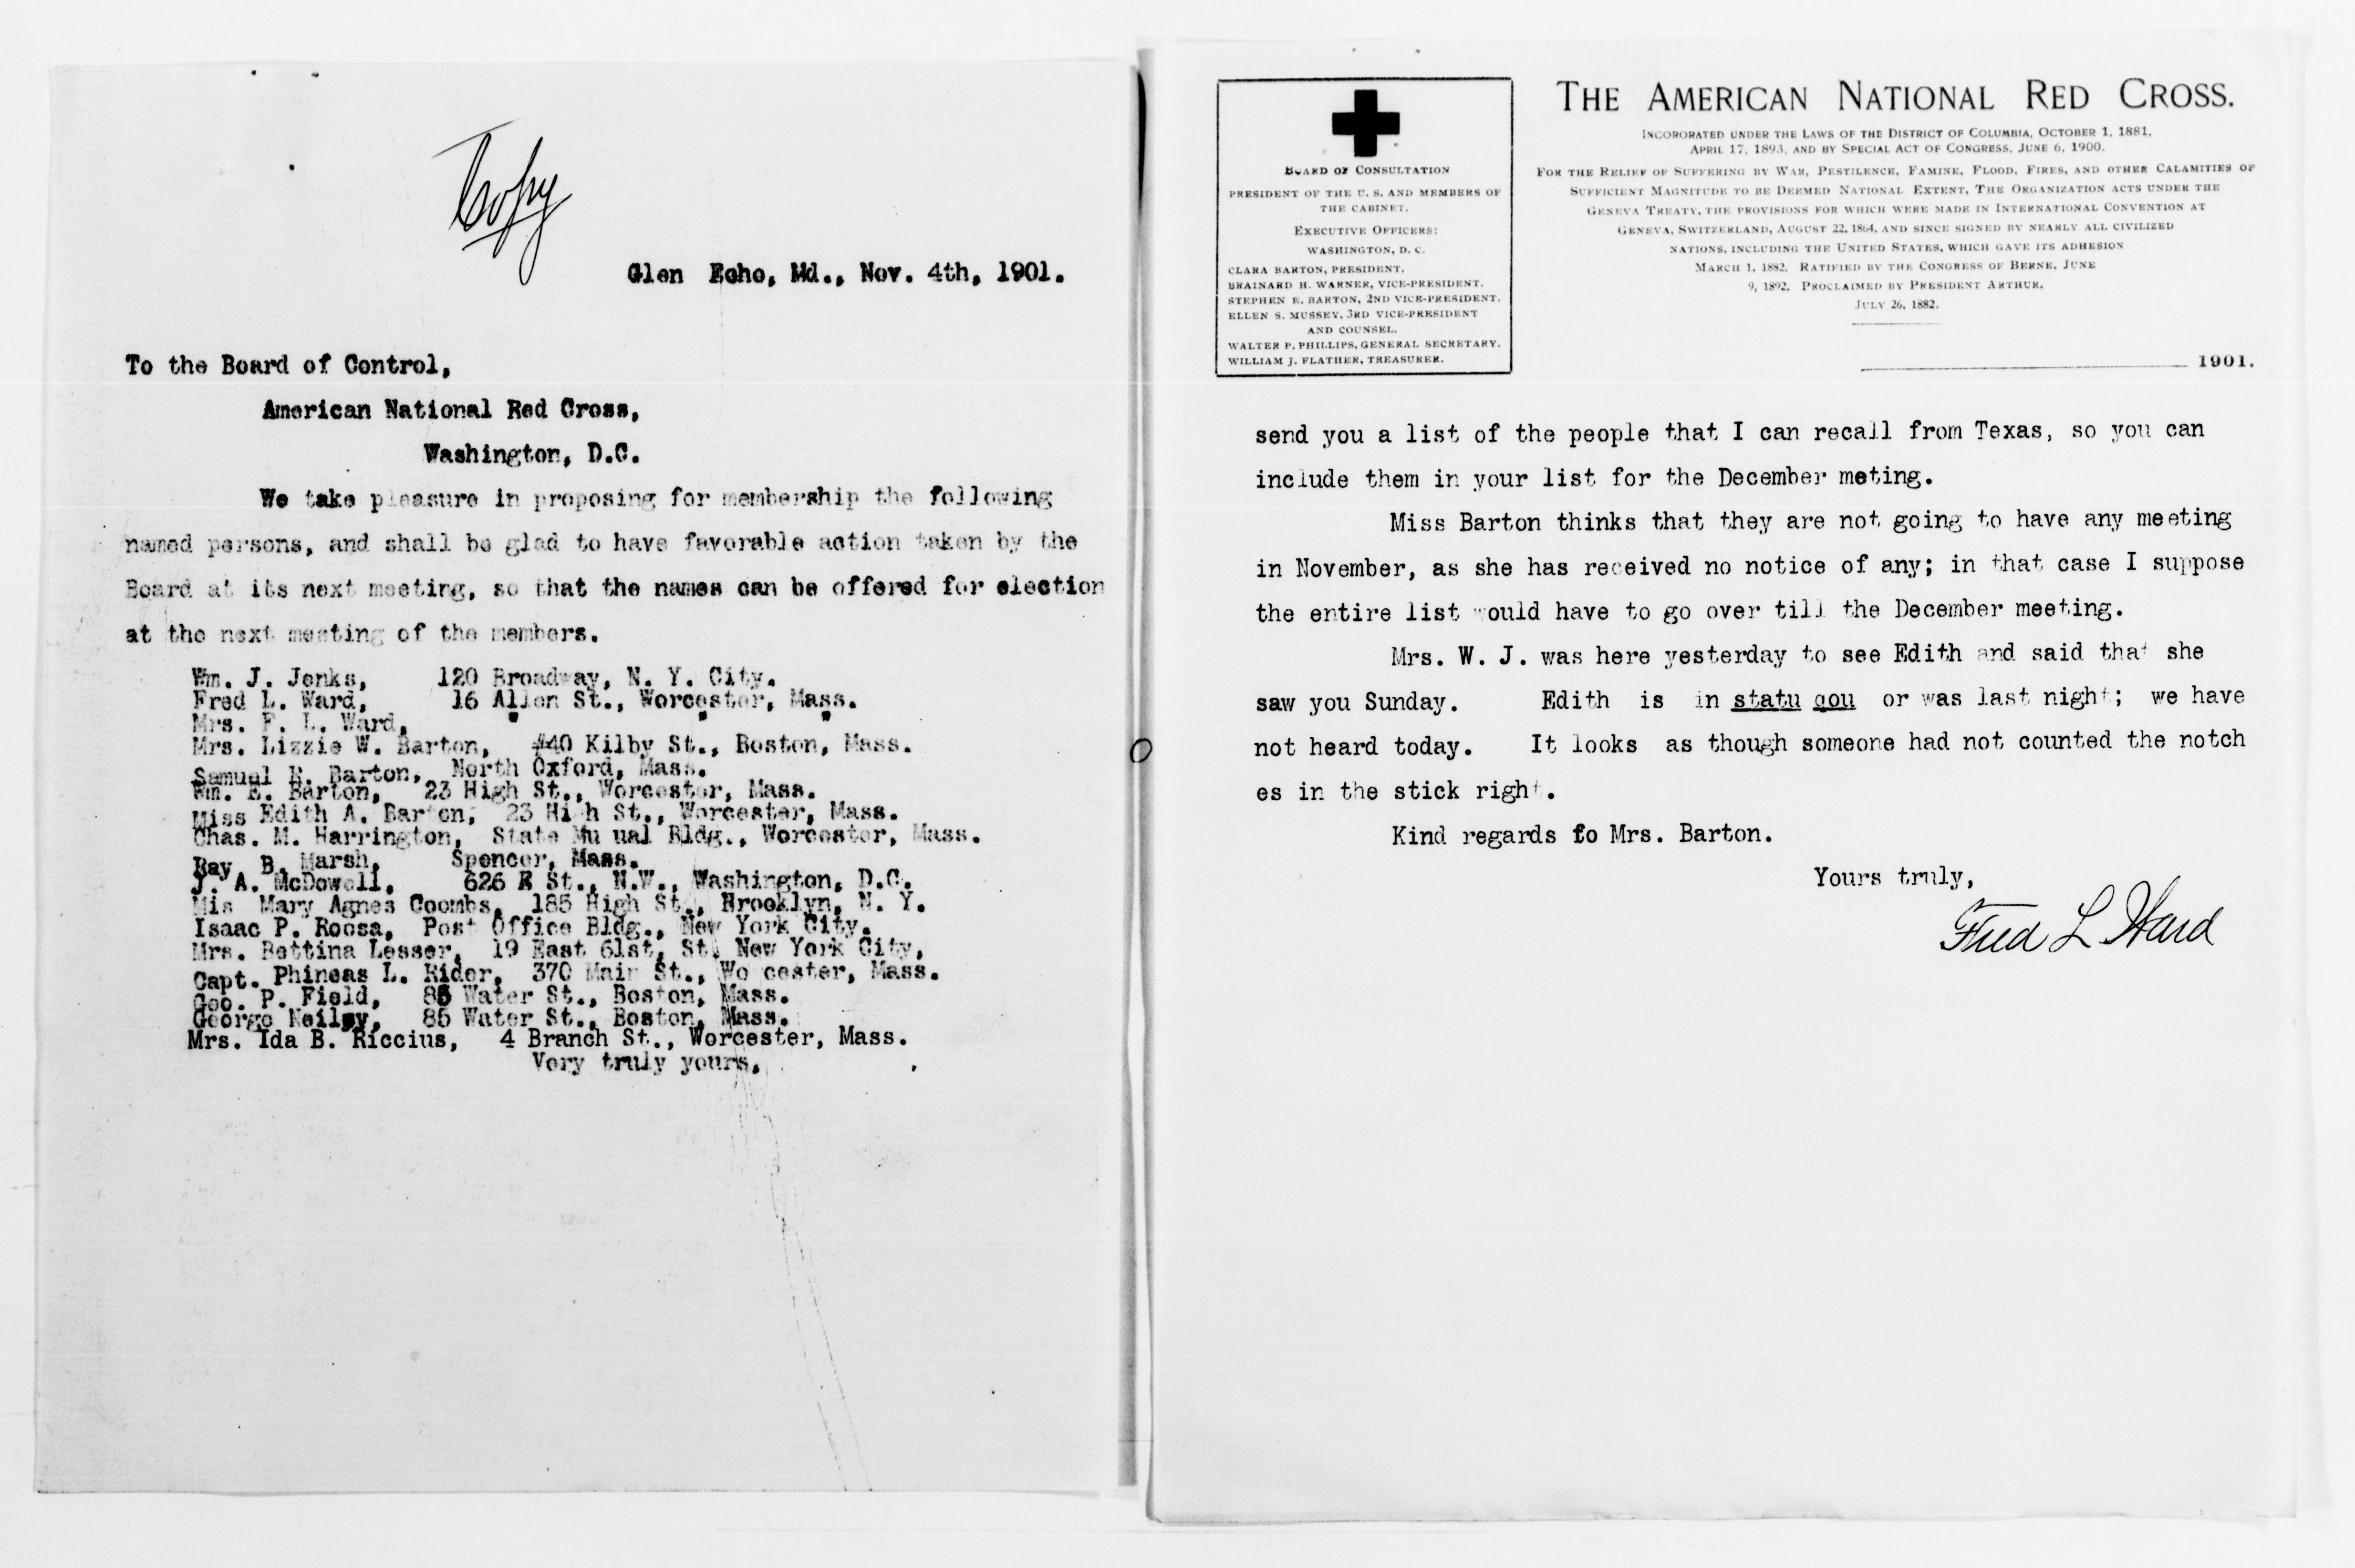 Copy
Glen Echo, Md., Nov. 4th, 1901.
To the Board of Control,
American National Red Cross,
Washington, D.C.
We take pleasure in proposing for membership the following
named persons, and shall be glad to have favorable action taken by the
Board at its next meeting, so that the names can be offered for election
at the next meeting of the members.
Wm. J. Jenks, 120 Broadway, N. Y. City.
Fred L. Ward, 16 Allen St., Worcester, Mass.
Mrs. F. L. Ward, " " "
Mrs. Lizzie W. Barton, #40 Kilby St., Boston, Mass.
Samuel R. Barton, North Oxford, Mass.
Wm. E. Barton, 23 High St., Worcester, Mass.
Miss Edith A. Barton, 23 Hi h St., Worcester, Mass.
Chas. M. Harrington, State Mu ual Bldg., Worcester, Mass.
Ray B. Marsh, Spencer, Mass.
J. A. McDowell, 626 E St., N.W., Washington, D.C.
Mis Mary Agnes Coombs, 185 High St., Brooklyn, N. Y.
Isaac P. Roosa, Post Office Bldg., New York City.
Mrs. Bettina Lesser, 19 East 61st, St. New York City,
Capt. Phineas L. Rider, 370 Main St., Wo cester, Mass.
Geo. P. Field, 85 Water St., Boston, Mass.
George Neiley, 85 Water St., Boston, Mass.
Mrs. Ida B. Riccius, 4 Branch St., Worcester, Mass.
Very truly yours,
Board of Consultation
President of the U. S. and Members of
the Cabinet.
Executive Officers:
Washington, D. C.
Clara Barton, President.
Brainard H. Warner, Vice-President.
Stephen E. Barton, 2nd Vice-President.
Ellen S. Mussey, 3rd Vice-President
and Counsel.
Walter P. Phillips, General Secretary.
William J. Flather, Treasurer.
The American National Red Cross.
Incororated under the Laws of the District of Columbia, October 1, 1881,
April 17, 1893, and by Special Act of Congress, June 6, 1900.
For the Relief of Suffering by War, Pestilence, Famine, Flood, Fires, and other Calamities of
Sufficient Magnitude to be Deemed National Extent, The Organization acts under the
Geneva Treaty, the provisions for which were made in International Convention at
Geneva, Switzerland, August 22, 1864, and since signed by nearly all civilized
nations, including the United States, which gave its adhesion
March 1, 1882. Ratified by the Congress of Berne, June
9, 1892. Proclaimed by President Arthur,
July 26, 1882.
1901.
send you a list of the people that I can recall from Texas, so you can
include them in your list for the December meting.
Miss Barton thinks that they are not going to have any meeting
in November, as she has received no notice of any; in that case I suppose
the entire list would have to go over till the December meeting.
Mrs. W. J. was here yesterday to see Edith and said that she
saw you Sunday. Edith is in statu qou or was last night; we have
not heard today. It looks as though someone had not counted the notch
es in the stick right.
Kind regards to Mrs. Barton.
Yours truly,
Fred L Ward